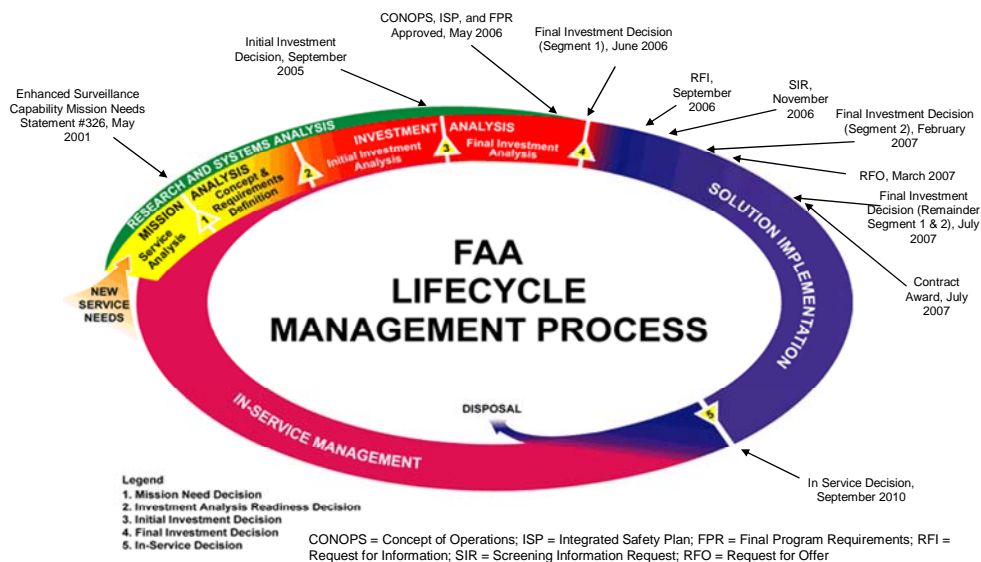 CONOPS, ISP, and FPR
Approved, May 2006
Final Investment Decision
(Segment 1), June 2006
Initial Investment
Decision, September
2005
RFI,
September
2006
SIR,
November
2006
Enhanced Surveillance
Capability Mission Needs
Statement #326, May
2001
Final Investment Decision
(Segment 2), February
2007
RFO, March 2007
Final Investment
Decision (Remainder
Segment 1 & 2), July
2007
Contract
Award, July
2007
RESEARCH AND SYSTEMS ANALYSIS
MISSION ANALYSIS
Service
Analysis
Concept &
Requirements
Definition
INVESTMENT ANALYSIS
Initial Investment
Analysis
Final Investment
Analysis
1
2
3
4
SOLUTION IMPLEMENTATION
NEW
SERVICE
NEEDS
FAA
LIFECYCLE
MANAGEMENT PROCESS
IN-SERVICE MANAGEMENT
DISPOSAL
5
In Service Decision,
September 2010
Legend
1. Mission Need Decision
2. Investment Analysis Readiness Decision
3. Initial Investment Decision
4. Final Investment Decision
5. In-Service Decision
CONOPS = Concept of Operations; ISP = Integrated Safety Plan; FPR = Final Program Requirements; RFI =
Request for Information; SIR = Screening Information Request; RFO = Request for Offer